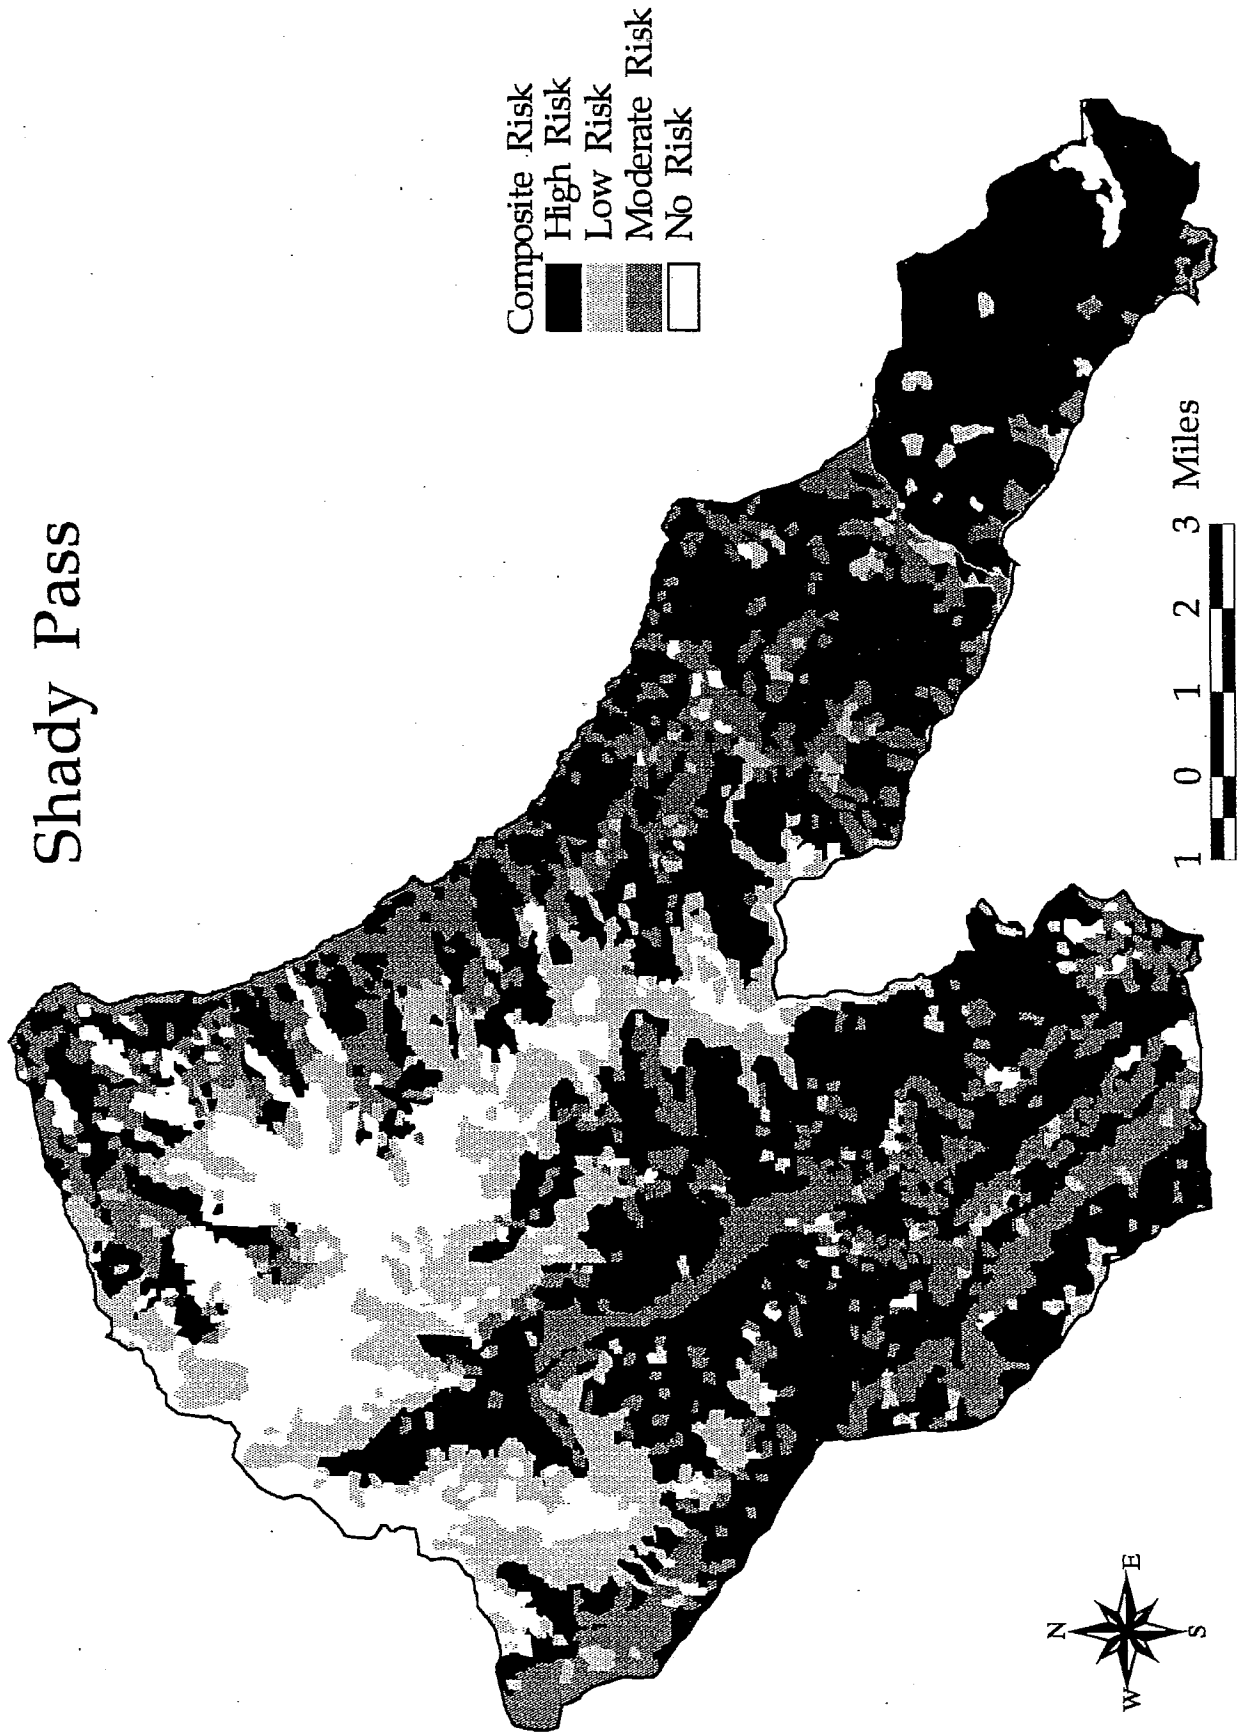 Shady Pass
Composite Risk
High Risk
Low Risk
Moderate Risk
No Risk
1 0 1 2 3 Miles
N
W E
S